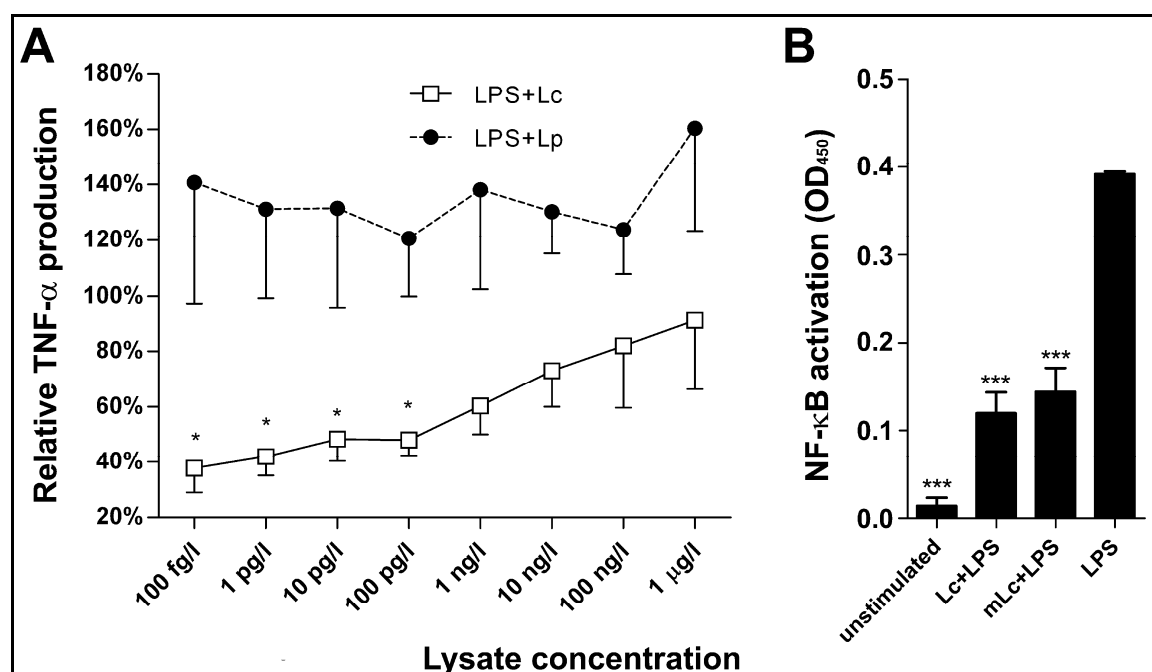 A
Relative TNF-α production
180%
160%
140%
120%
100%
80%
60%
40%
20%
LPS+Lc
LPS+Lp
*
*
*
*
100 fg/l
1 pg/l
10 pg/l
100 pg/l
1 ng/l
10 ng/l
100 ng/l
1 µg/l
Lysate concentration
B
NF-κB activation (OD₄₅₀)
0.5
0.4
0.3
0.2
0.1
0.0
***
***
***
unstimulated
Lc+LPS
mLc+LPS
LPS